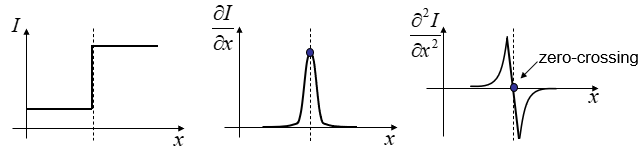 I
x
∂I
∂x
x
∂²I
∂x²
zero-crossing
x